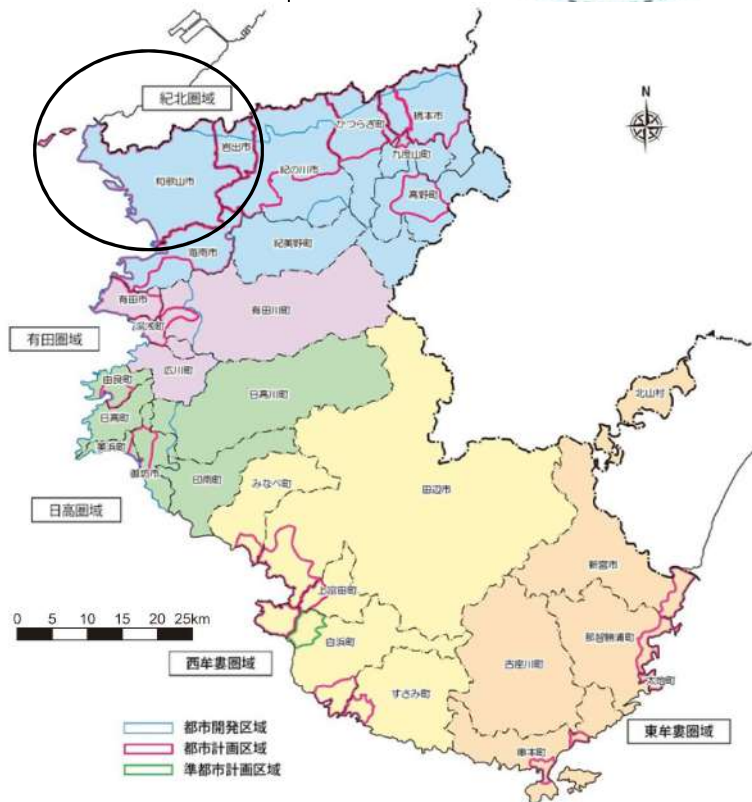 紀北圏域
N
橋本市
かつらぎ町
岩出市
九度山町
和歌山市
紀の川市
高野町
海南市
紀美野町
有田市
有田川町
湯浅町
有田圏域
広川町
由良町
日高川町
日高町
北山村
美浜町
御坊市
印南町
みなべ町
田辺市
日高圏域
新宮市
上富田町
0 5 10 15 20 25km
那智勝浦町
白浜町
古座川町
西牟婁圏域
すさみ町
太地町
都市開発区域
東牟婁圏域
都市計画区域
串本町
準都市計画区域